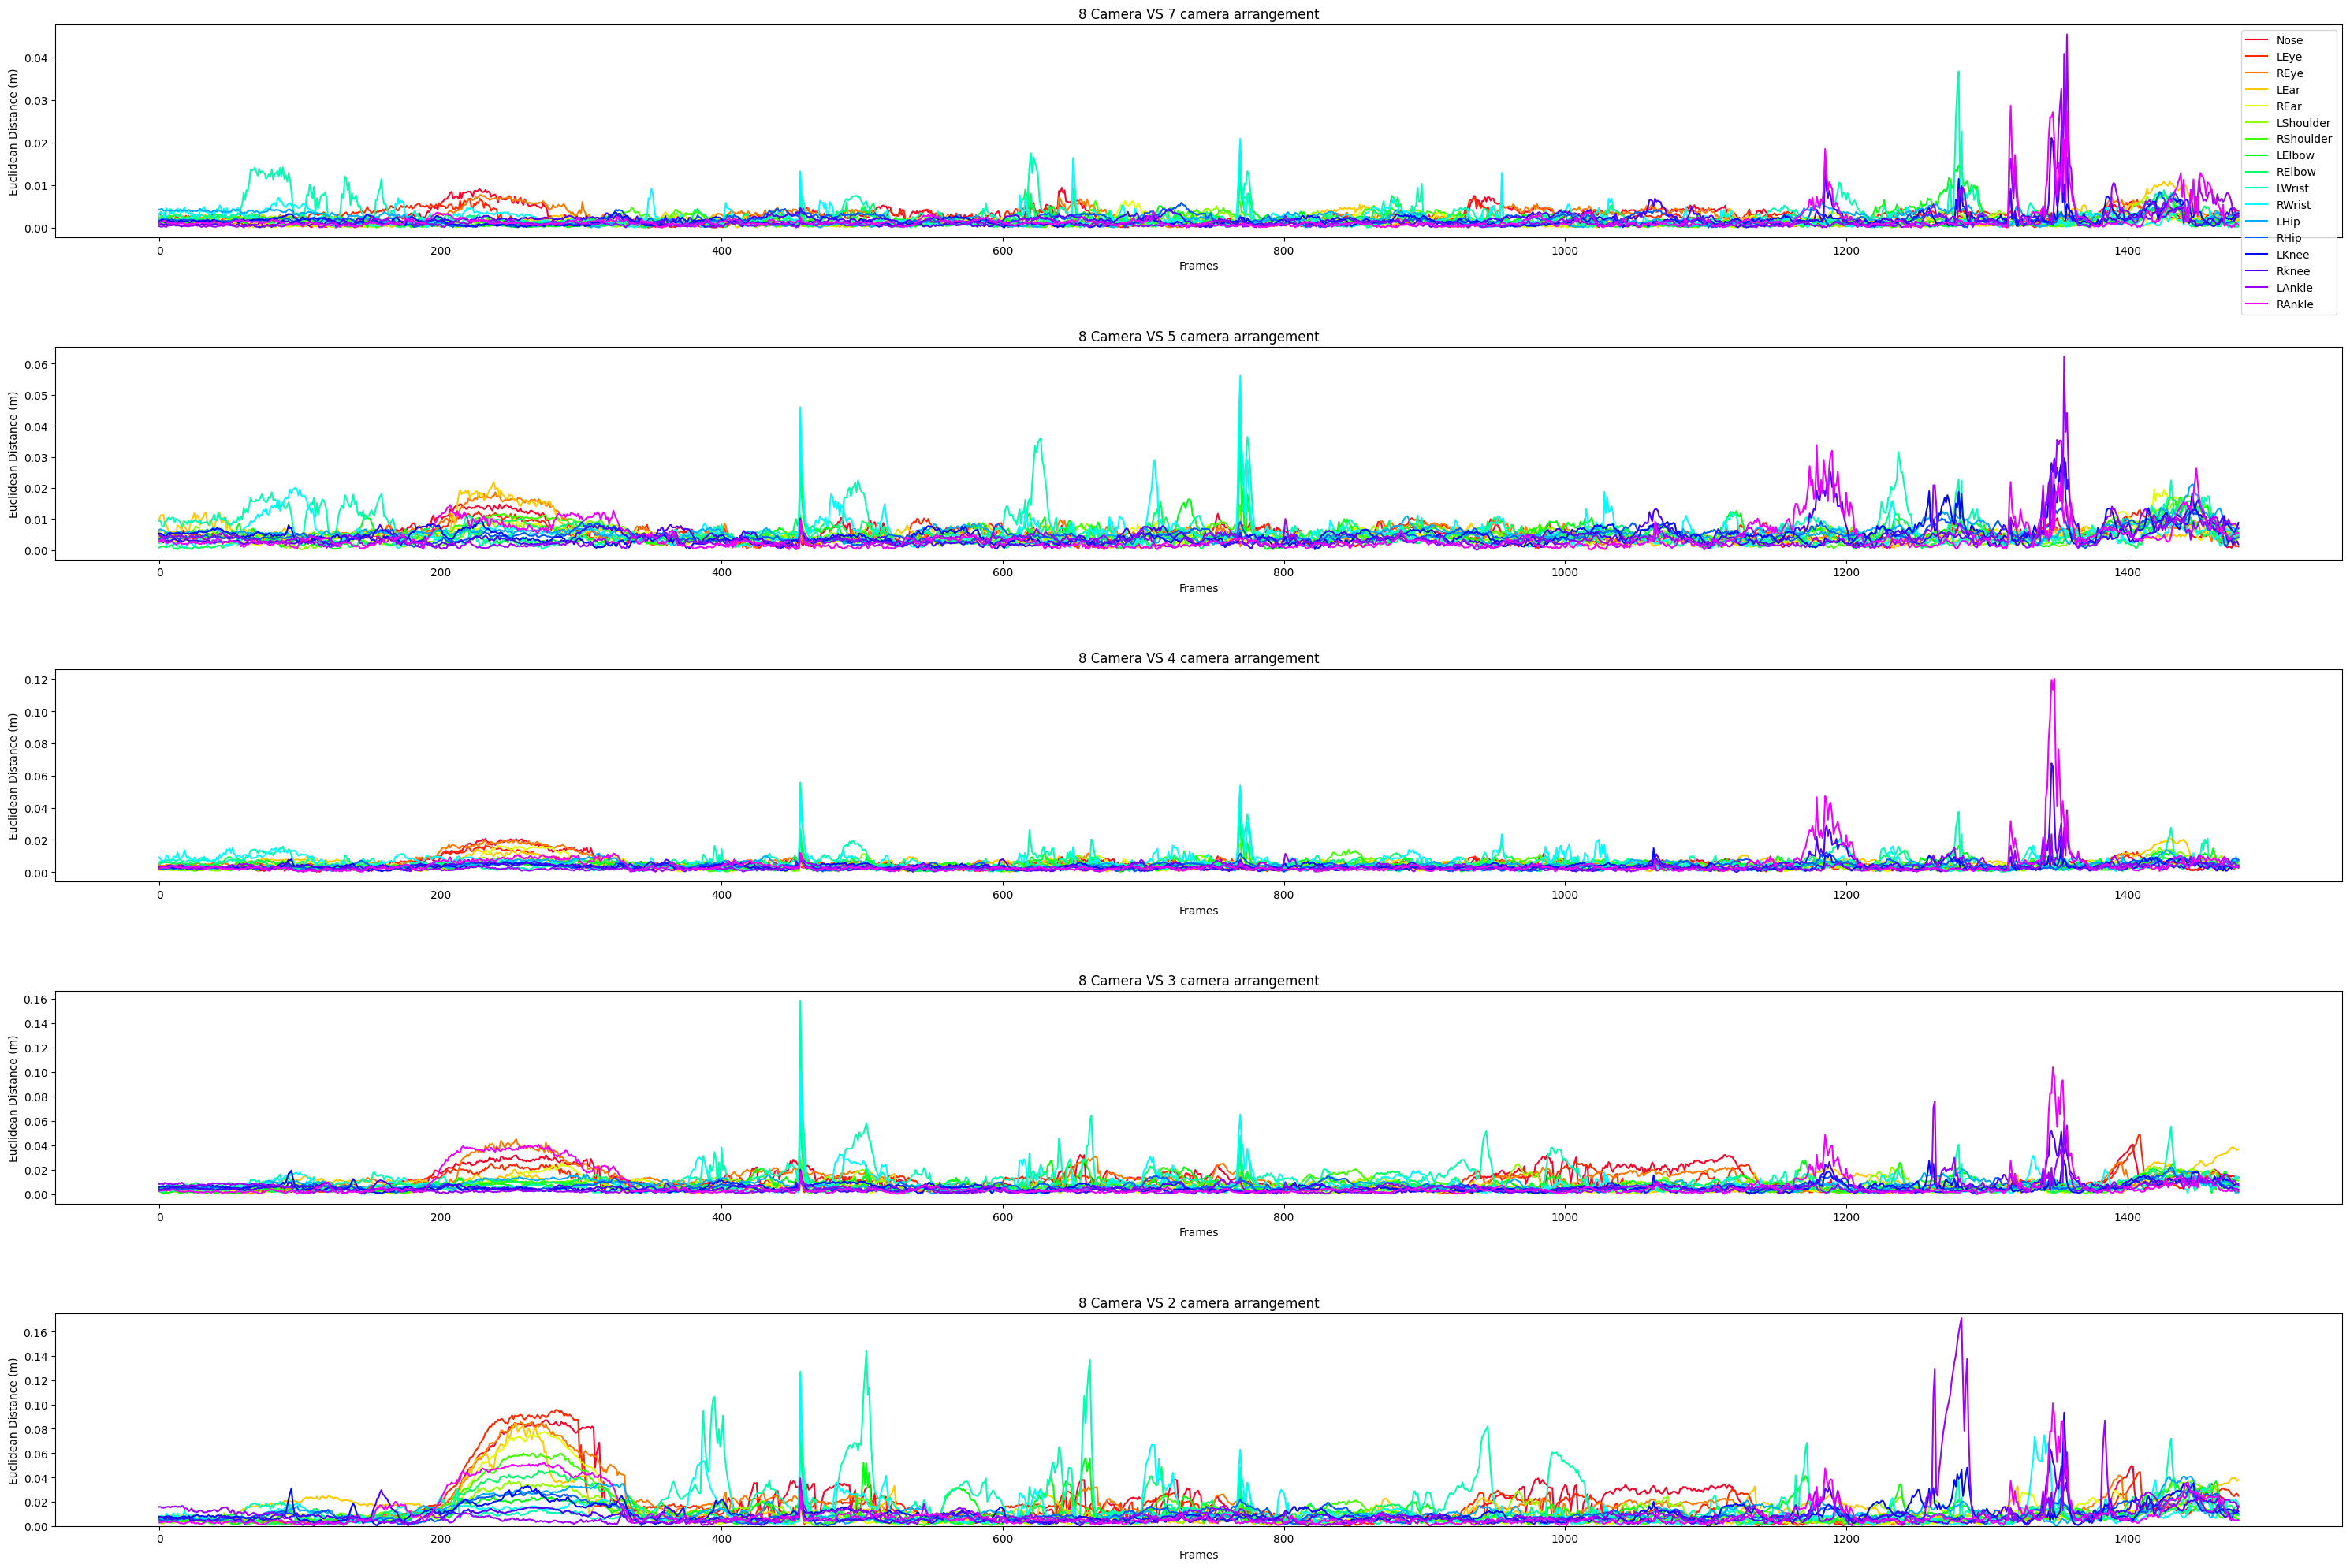 8 Camera VS 7 camera arrangement
Euclidean Distance (m)
0.04
0.03
0.02
0.01
0.00
0 200 400 600 800 1000 1200 1400
Frames
Nose
LEye
REye
LEar
REar
LShoulder
RShoulder
LElbow
RElbow
LWrist
RWrist
LHip
RHip
LKnee
Rknee
LAnkle
RAnkle
8 Camera VS 5 camera arrangement
Euclidean Distance (m)
0.06
0.05
0.04
0.03
0.02
0.01
0.00
0 200 400 600 800 1000 1200 1400
Frames
8 Camera VS 4 camera arrangement
Euclidean Distance (m)
0.12
0.10
0.08
0.06
0.04
0.02
0.00
0 200 400 600 800 1000 1200 1400
Frames
8 Camera VS 3 camera arrangement
Euclidean Distance (m)
0.16
0.14
0.12
0.10
0.08
0.06
0.04
0.02
0.00
0 200 400 600 800 1000 1200 1400
Frames
8 Camera VS 2 camera arrangement
Euclidean Distance (m)
0.16
0.14
0.12
0.10
0.08
0.06
0.04
0.02
0.00
0 200 400 600 800 1000 1200 1400
Frames